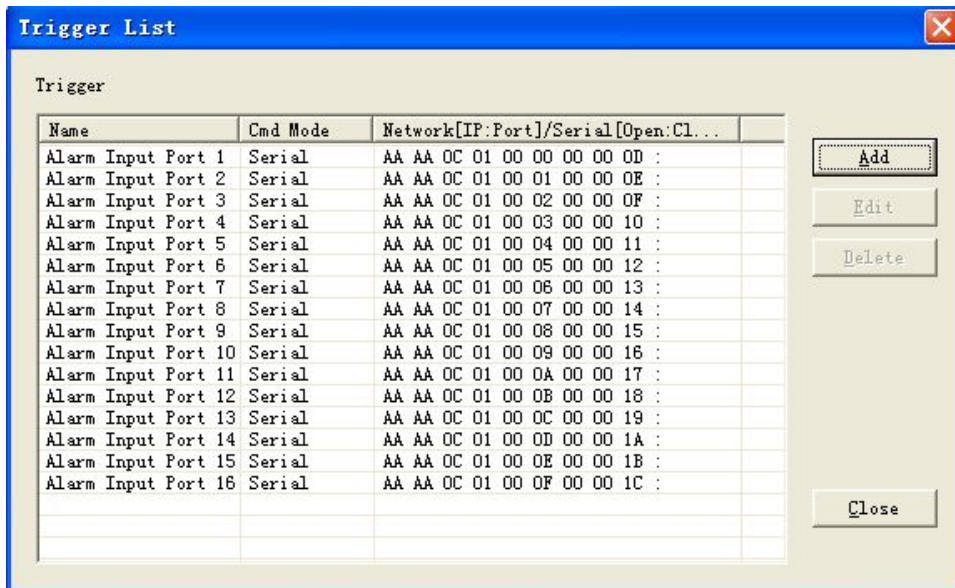 Trigger List
Trigger
Name Cmd Mode Network[IP:Port]/Serial[Open:Cl...
Alarm Input Port 1 Serial AA AA 0C 01 00 00 00 00 0D :
Alarm Input Port 2 Serial AA AA 0C 01 00 01 00 00 0E :
Alarm Input Port 3 Serial AA AA 0C 01 00 02 00 00 0F :
Alarm Input Port 4 Serial AA AA 0C 01 00 03 00 00 10 :
Alarm Input Port 5 Serial AA AA 0C 01 00 04 00 00 11 :
Alarm Input Port 6 Serial AA AA 0C 01 00 05 00 00 12 :
Alarm Input Port 7 Serial AA AA 0C 01 00 06 00 00 13 :
Alarm Input Port 8 Serial AA AA 0C 01 00 07 00 00 14 :
Alarm Input Port 9 Serial AA AA 0C 01 00 08 00 00 15 :
Alarm Input Port 10 Serial AA AA 0C 01 00 09 00 00 16 :
Alarm Input Port 11 Serial AA AA 0C 01 00 0A 00 00 17 :
Alarm Input Port 12 Serial AA AA 0C 01 00 0B 00 00 18 :
Alarm Input Port 13 Serial AA AA 0C 01 00 0C 00 00 19 :
Alarm Input Port 14 Serial AA AA 0C 01 00 0D 00 00 1A :
Alarm Input Port 15 Serial AA AA 0C 01 00 0E 00 00 1B :
Alarm Input Port 16 Serial AA AA 0C 01 00 0F 00 00 1C :
Add
Edit
Delete
Close